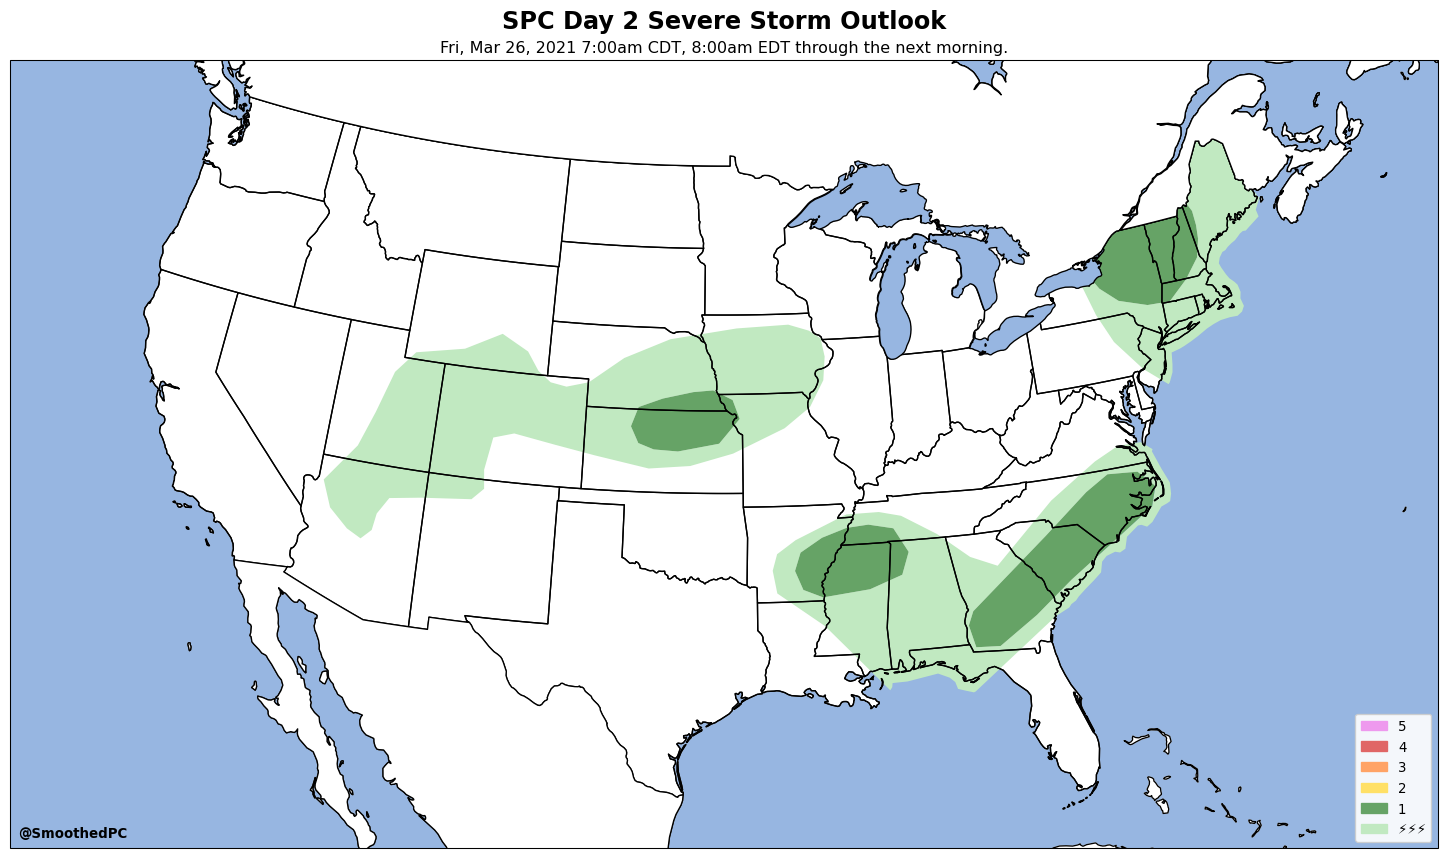 SPC Day 2 Severe Storm Outlook
Fri, Mar 26, 2021 7:00am CDT, 8:00am EDT through the next morning.
5
4
3
2
1
⚡⚡⚡
@SmoothedPC